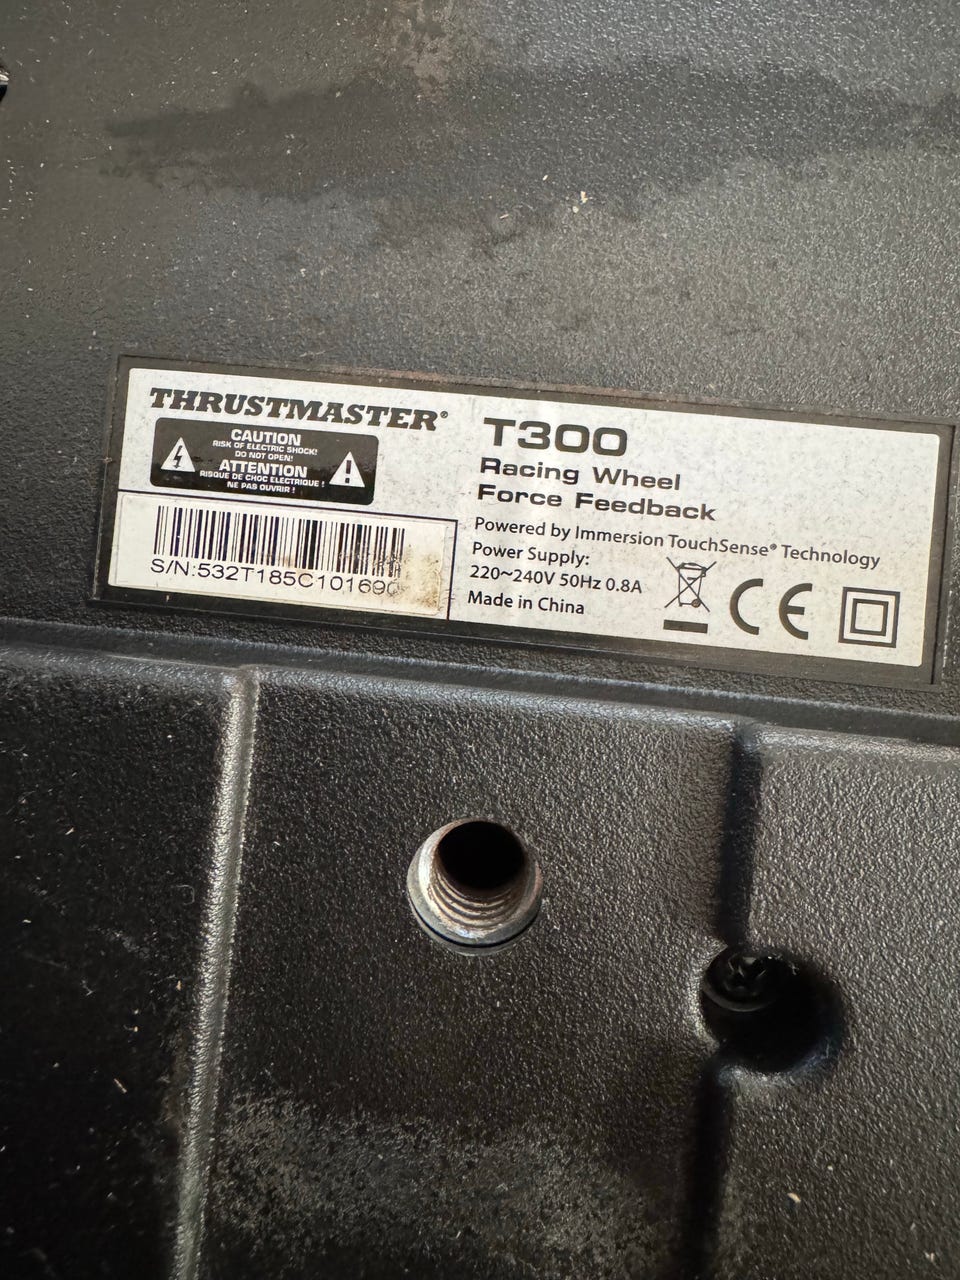 THRUSTMASTER®
CAUTION
RISK OF ELECTRIC SHOCK!
DO NOT OPEN!
ATTENTION
RISQUE DE CHOC ELECTRIQUE !
NE PAS OUVRIR !
T300
Racing Wheel
Force Feedback
Powered by Immersion TouchSense® Technology
Power Supply:
220~240V 50Hz 0.8A
Made in China
CE